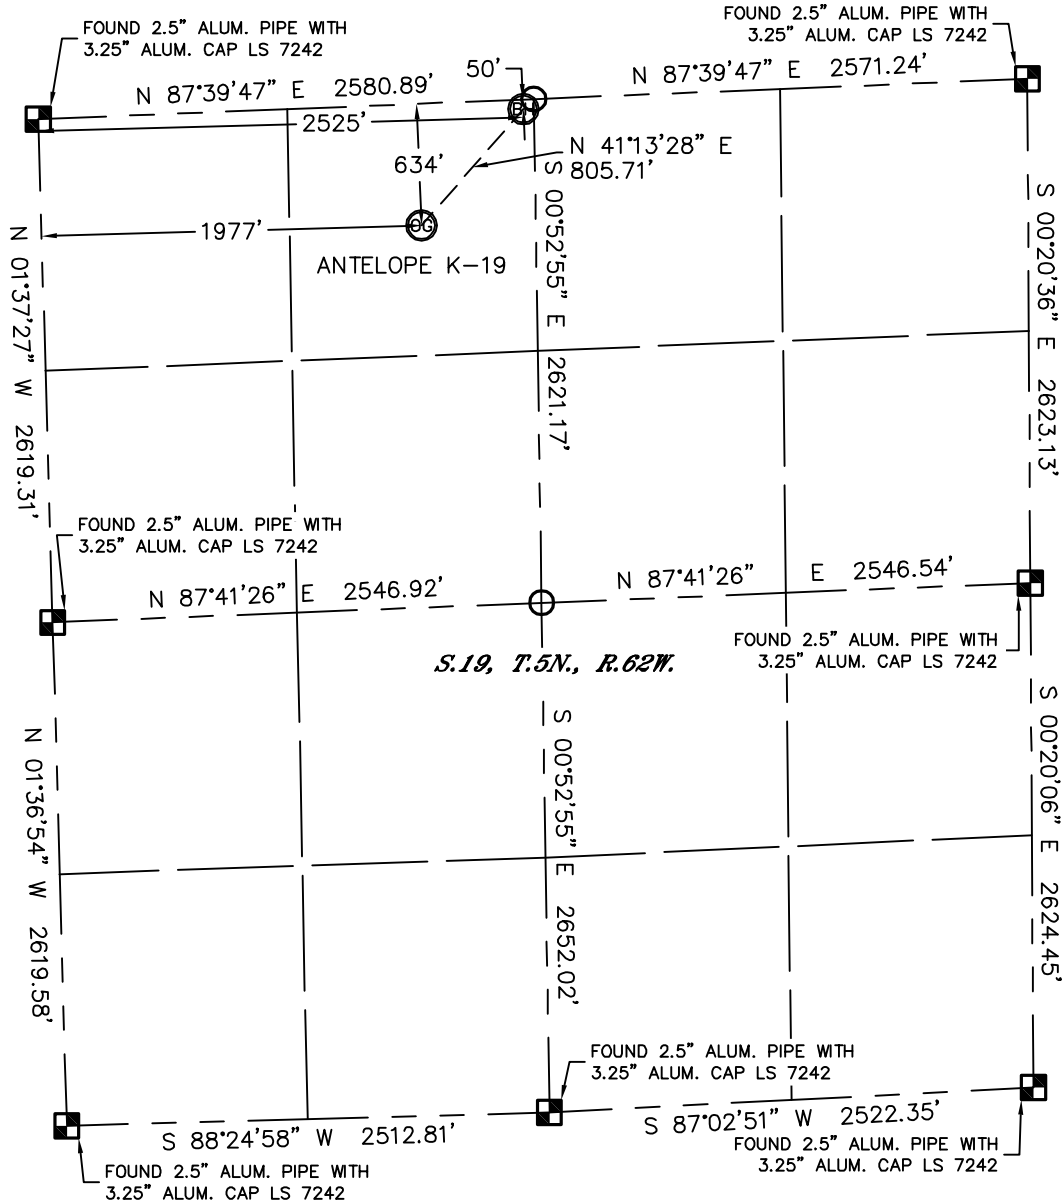 FOUND 2.5" ALUM. PIPE WITH
3.25" ALUM. CAP LS 7242
FOUND 2.5" ALUM. PIPE WITH
3.25" ALUM. CAP LS 7242
50'
N 87°39'47" E 2580.89'
N 87°39'47" E 2571.24'
2525'
634'
N 41°13'28" E
805.71'
1977'
OG
ANTELOPE K-19
N 01°37'27" W 2619.31'
S 00°52'55" E 2621.17'
S 00°20'36" E 2623.13'
FOUND 2.5" ALUM. PIPE WITH
3.25" ALUM. CAP LS 7242
N 87°41'26" E 2546.92'
N 87°41'26" E 2546.54'
FOUND 2.5" ALUM. PIPE WITH
3.25" ALUM. CAP LS 7242
S.19, T.5N., R.62W.
N 01°36'54" W 2619.58'
S 00°52'55" E 2652.02'
S 00°20'06" E 2624.45'
FOUND 2.5" ALUM. PIPE WITH
3.25" ALUM. CAP LS 7242
S 88°24'58" W 2512.81'
S 87°02'51" W 2522.35'
FOUND 2.5" ALUM. PIPE WITH
3.25" ALUM. CAP LS 7242
FOUND 2.5" ALUM. PIPE WITH
3.25" ALUM. CAP LS 7242